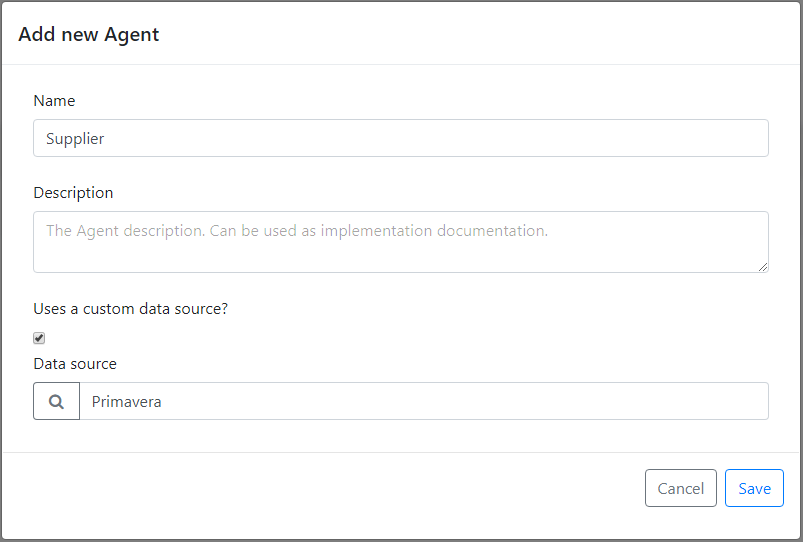 Add new Agent
Name
Supplier
Description
The Agent description. Can be used as implementation documentation.
Uses a custom data source?
Data source
Primavera
Cancel Save